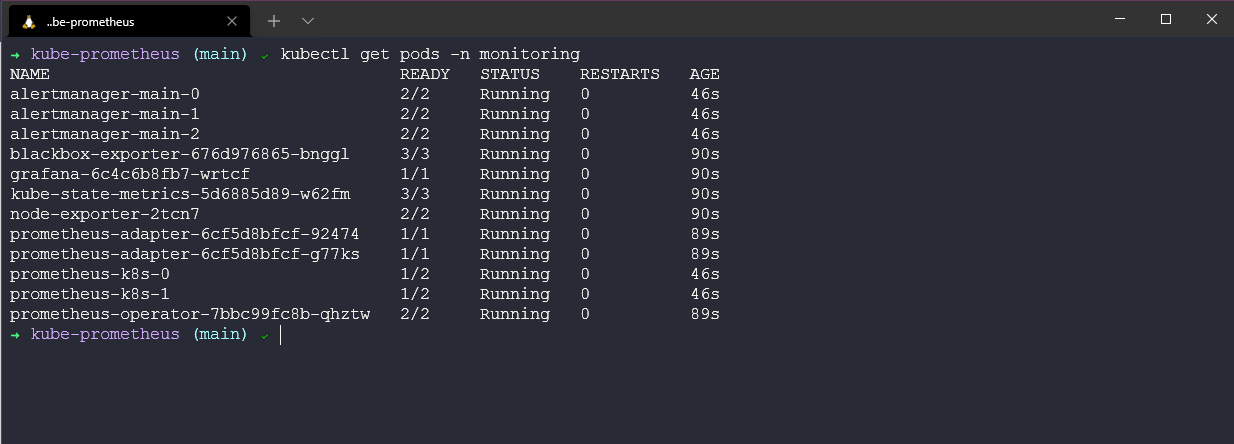 ..be-prometheus
→ kube-prometheus (main) ✓ kubectl get pods -n monitoring
NAME                                   READY   STATUS    RESTARTS   AGE
alertmanager-main-0                    2/2     Running   0          46s
alertmanager-main-1                    2/2     Running   0          46s
alertmanager-main-2                    2/2     Running   0          46s
blackbox-exporter-676d976865-bnggl     3/3     Running   0          90s
grafana-6c4c6b8fb7-wrtcf               1/1     Running   0          90s
kube-state-metrics-5d6885d89-w62fm     3/3     Running   0          90s
node-exporter-2tcn7                    2/2     Running   0          90s
prometheus-adapter-6cf5d8bfcf-92474    1/1     Running   0          89s
prometheus-adapter-6cf5d8bfcf-g77ks    1/1     Running   0          89s
prometheus-k8s-0                       1/2     Running   0          46s
prometheus-k8s-1                       1/2     Running   0          46s
prometheus-operator-7bbc99fc8b-qhztw   2/2     Running   0          89s
→ kube-prometheus (main) ✓